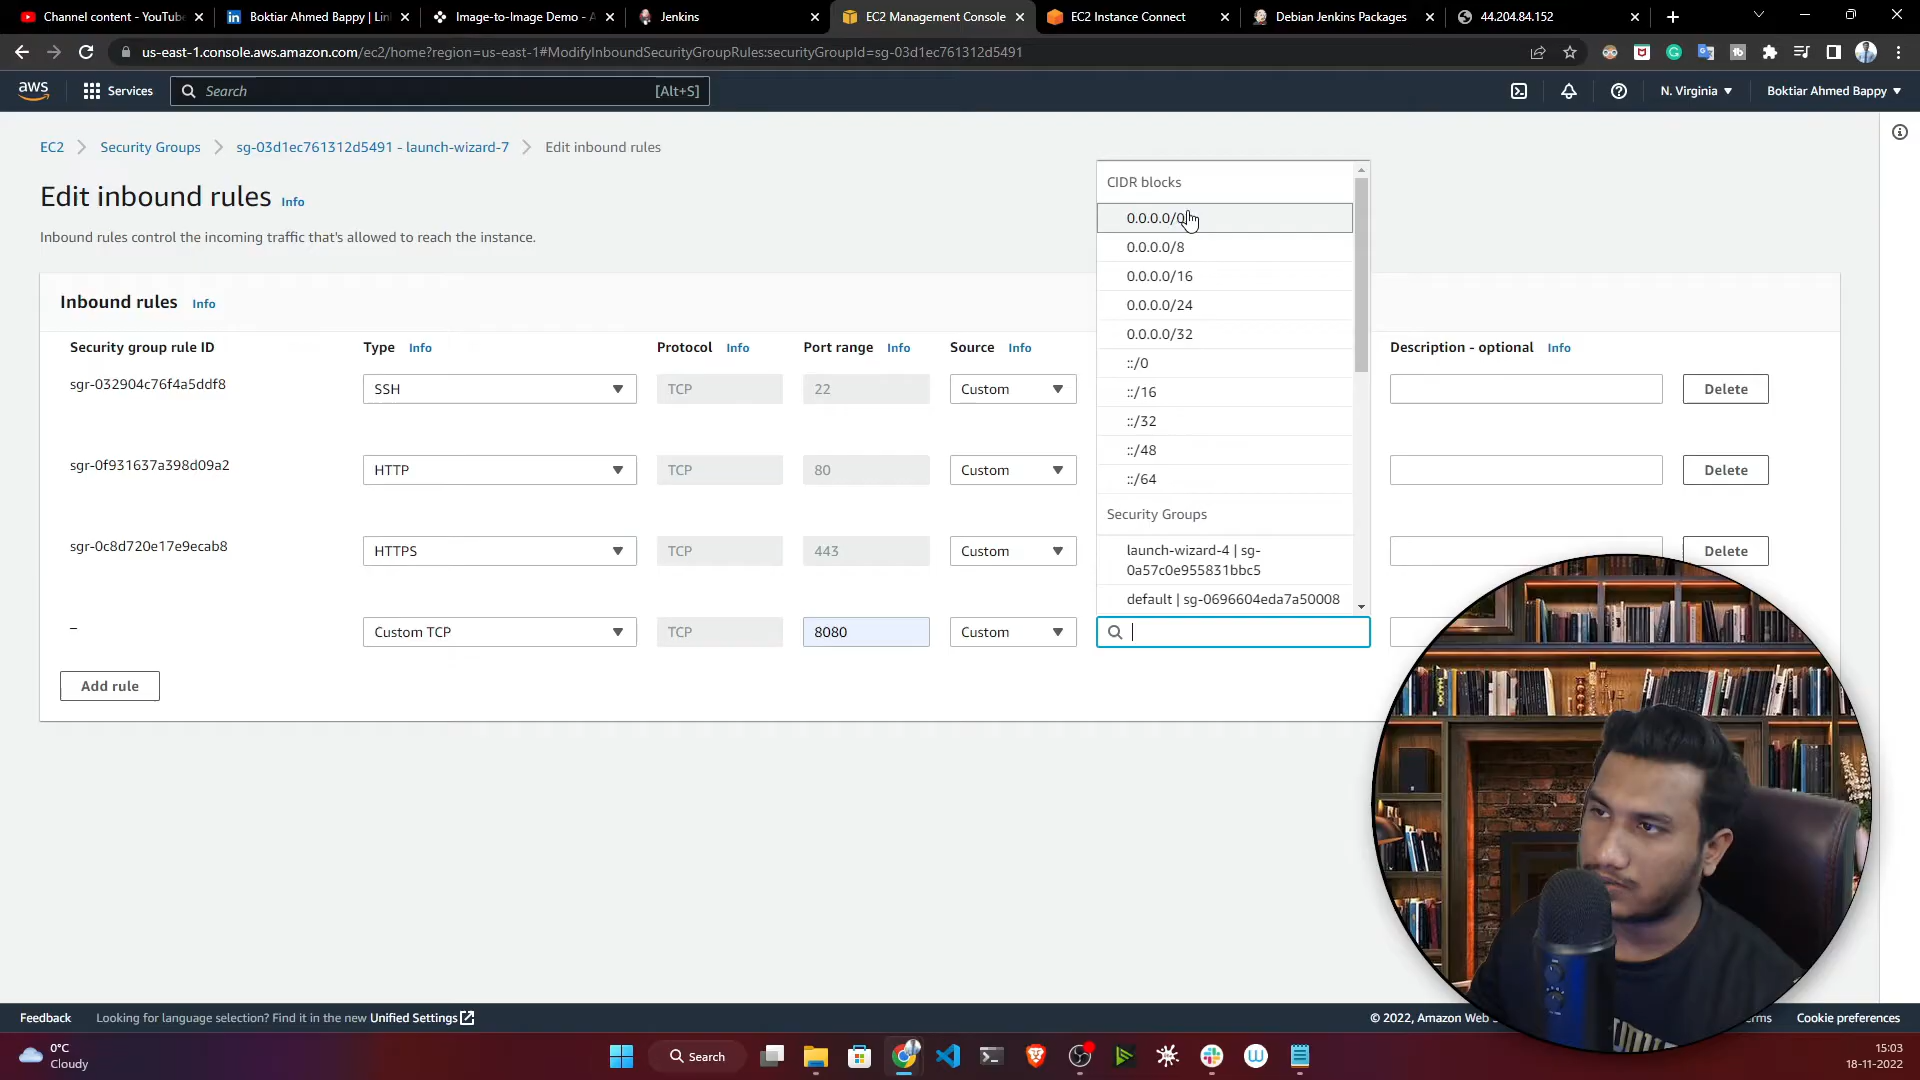 Channel content - YouTub
Boktiar Ahmed Bappy | Lin
Image-to-Image Demo - A
Jenkins
EC2 Management Console
EC2 Instance Connect
Debian Jenkins Packages
44.204.84.152
us-east-1.console.aws.amazon.com/ec2/home?region=us-east-1#ModifyInboundSecurityGroupRules:securityGroupId=sg-03d1ec761312d5491
aws
Services
Search
[Alt+S]
N. Virginia
Boktiar Ahmed Bappy
EC2
Security Groups
sg-03d1ec761312d5491 - launch-wizard-7
Edit inbound rules
Edit inbound rules
Info
Inbound rules control the incoming traffic that's allowed to reach the instance.
Inbound rules Info
Security group rule ID
Type Info
Protocol Info
Port range Info
Source Info
Description - optional Info
sgr-032904c76f4a5ddf8
SSH
TCP
22
Custom
Delete
sgr-0f931637a398d09a2
HTTP
TCP
80
Custom
Delete
sgr-0c8d720e17e9ecab8
HTTPS
TCP
443
Custom
Delete
–
Custom TCP
TCP
8080
Custom
CIDR blocks
0.0.0.0/0
0.0.0.0/8
0.0.0.0/16
0.0.0.0/24
0.0.0.0/32
::/0
::/16
::/32
::/48
::/64
Security Groups
launch-wizard-4 | sg-
0a57c0e955831bbc5
default | sg-0696604eda7a50008
Add rule
Feedback
Looking for language selection? Find it in the new Unified Settings
© 2022, Amazon Web
Cookie preferences
0°C
Cloudy
Search
15:03
18-11-2022